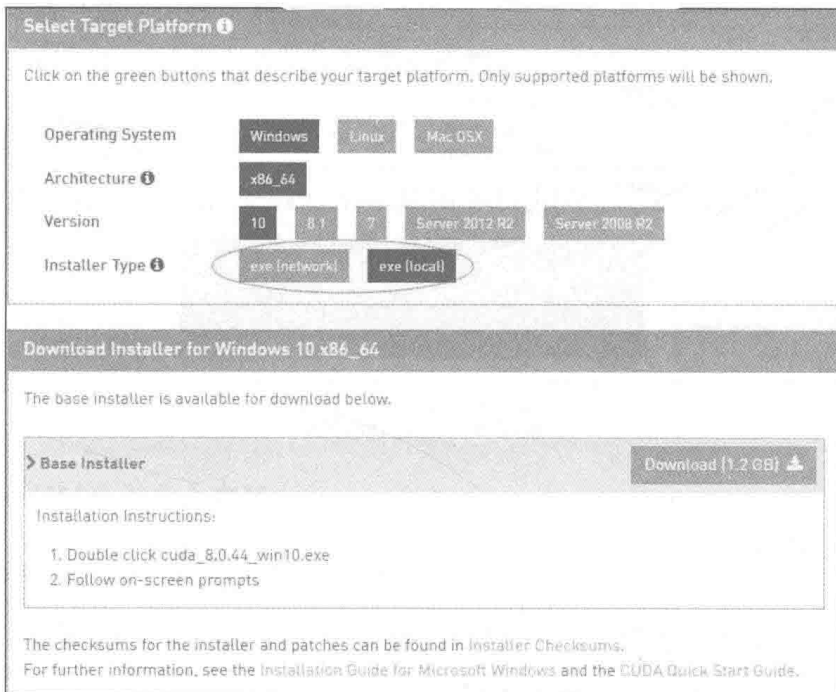 Select Target Platform
Click on the green buttons that describe your target platform. Only supported platforms will be shown.
Operating System Windows Linux Mac OSX
Architecture x86_64
Version 10 8.1 7 Server 2012 R2 Server 2008 R2
Installer Type exe (network) exe (local)
Download Installer for Windows 10 x86_64
The base installer is available for download below.
> Base Installer Download (1.2 GB)
Installation Instructions:
1. Double click cuda_8.0.44_win10.exe
2. Follow on-screen prompts
The checksums for the installer and patches can be found in Installer Checksums.
For further information, see the Installation Guide for Microsoft Windows and the CUDA Quick Start Guide.